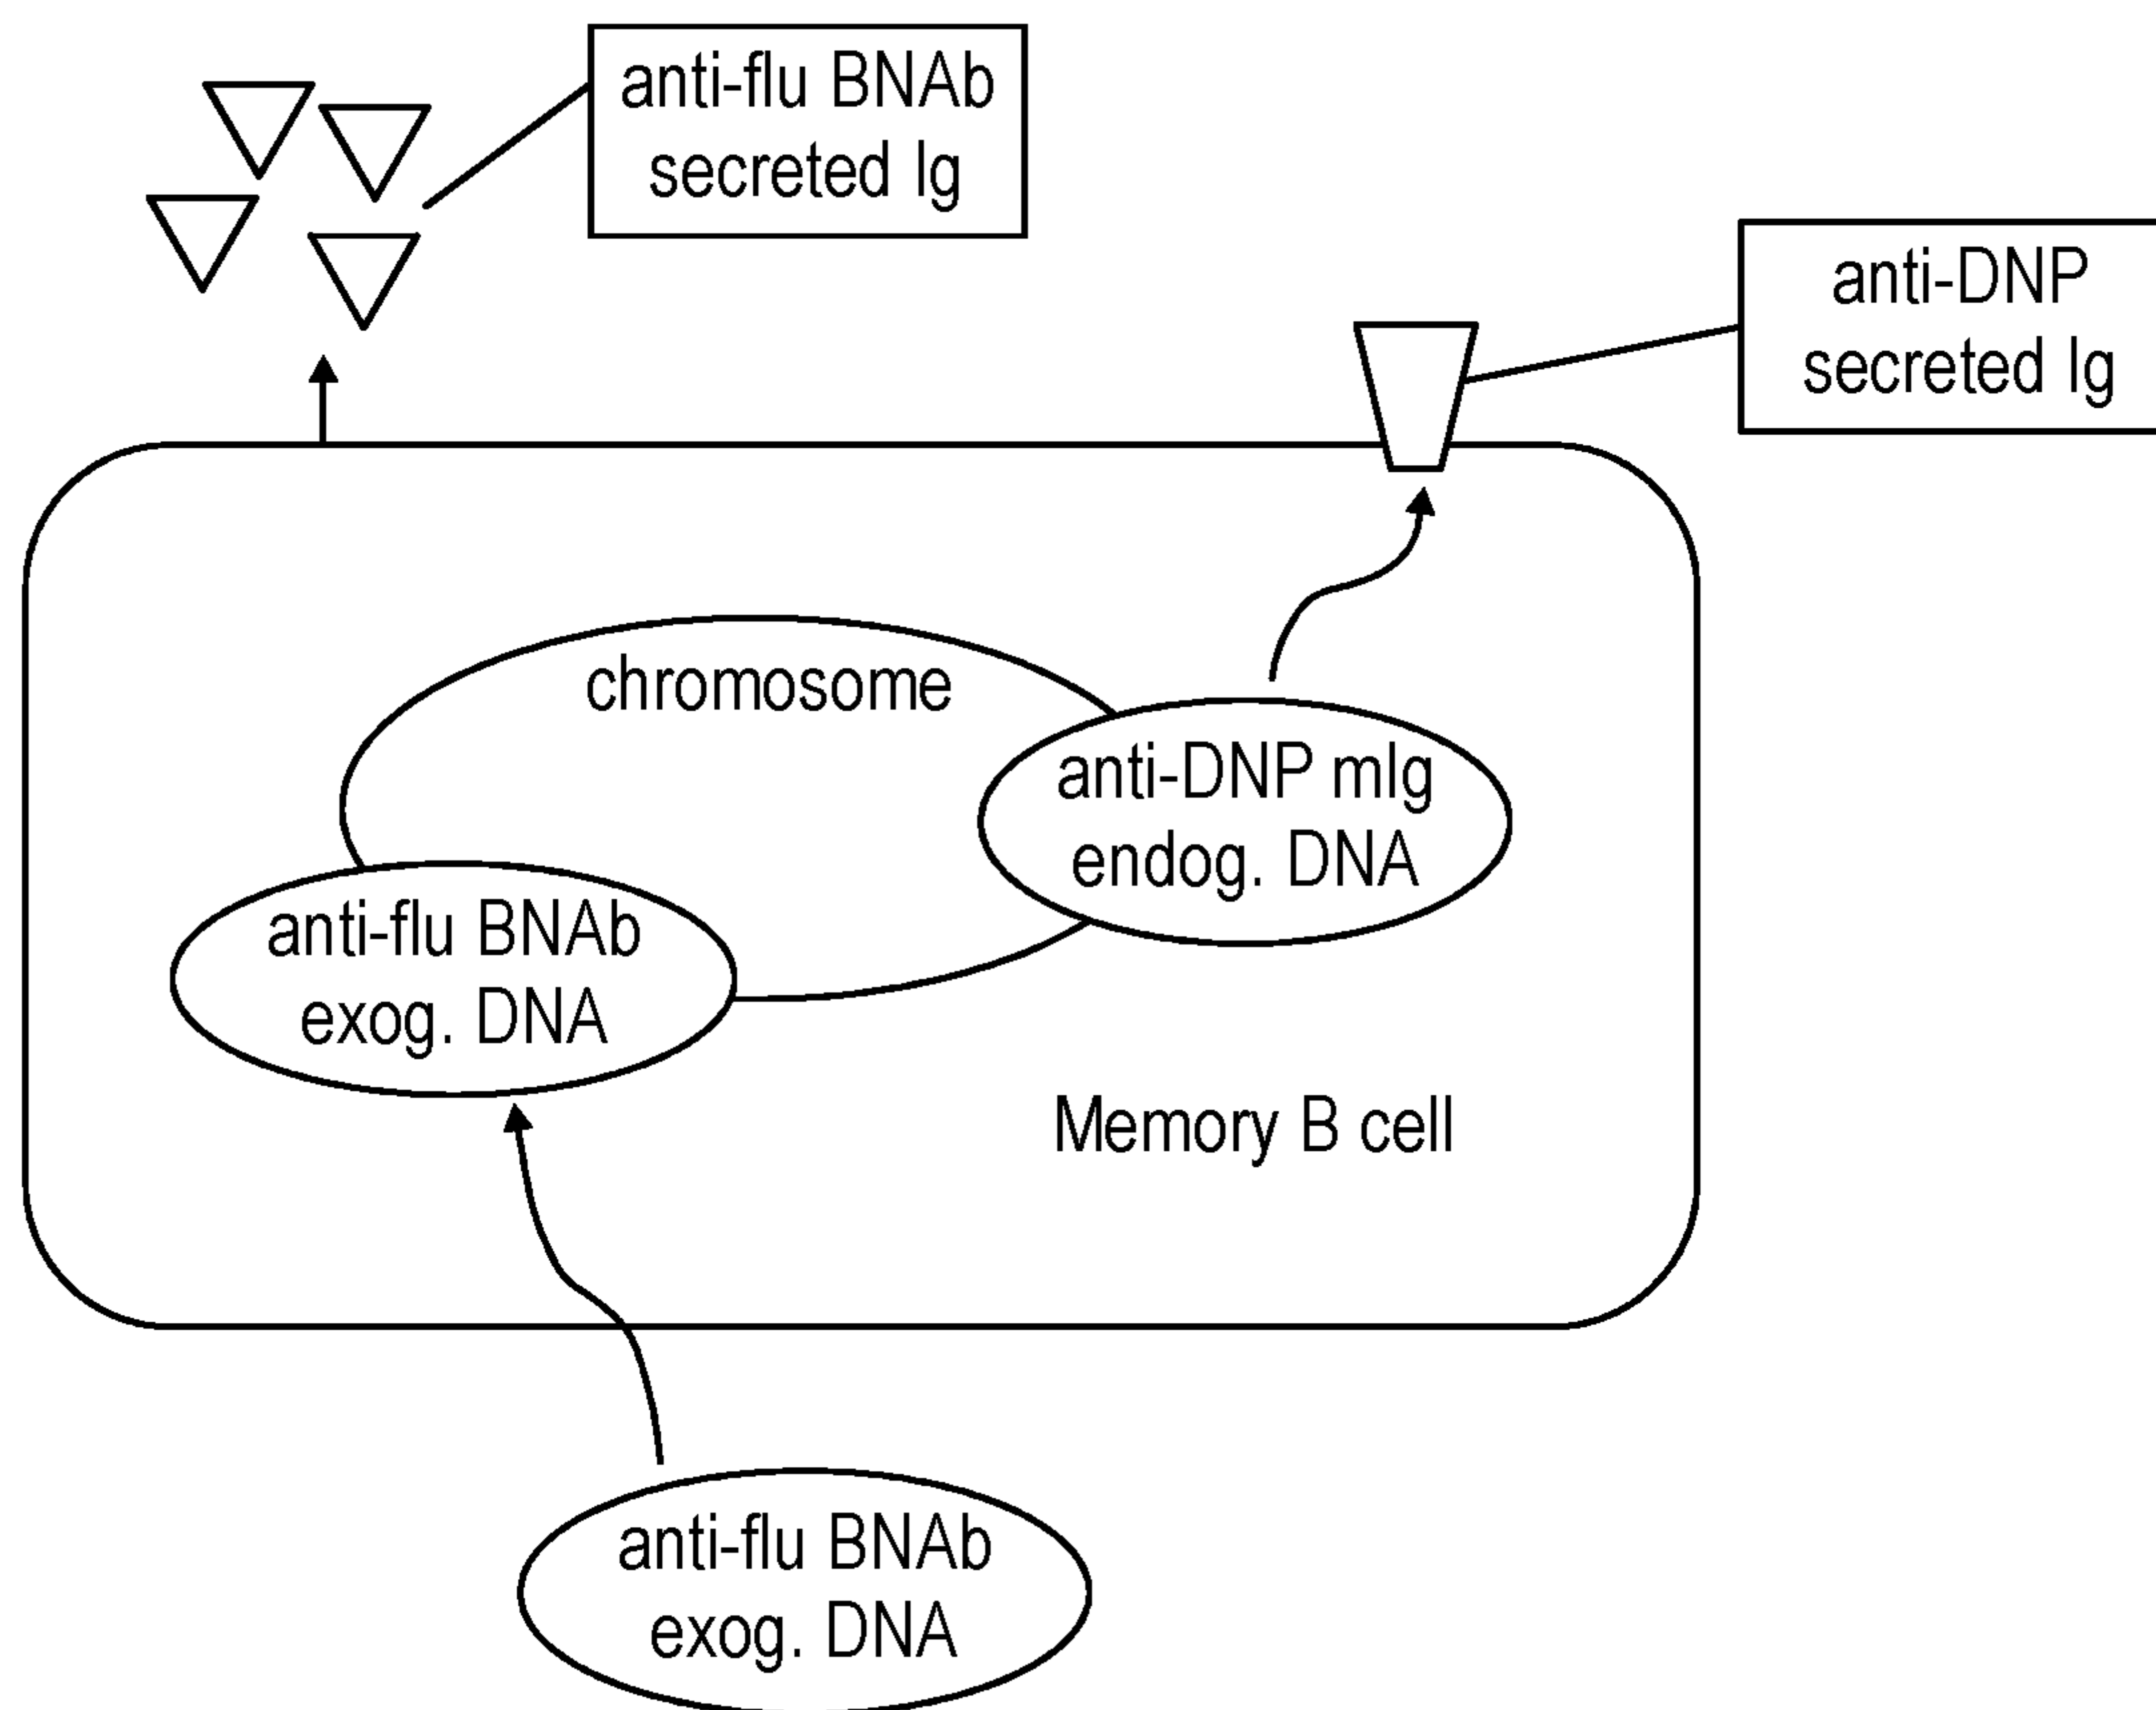 anti-flu BNAb
secreted Ig
anti-DNP
secreted Ig
chromosome
anti-DNP mIg
endog. DNA
anti-flu BNAb
exog. DNA
Memory B cell
anti-flu BNAb
exog. DNA